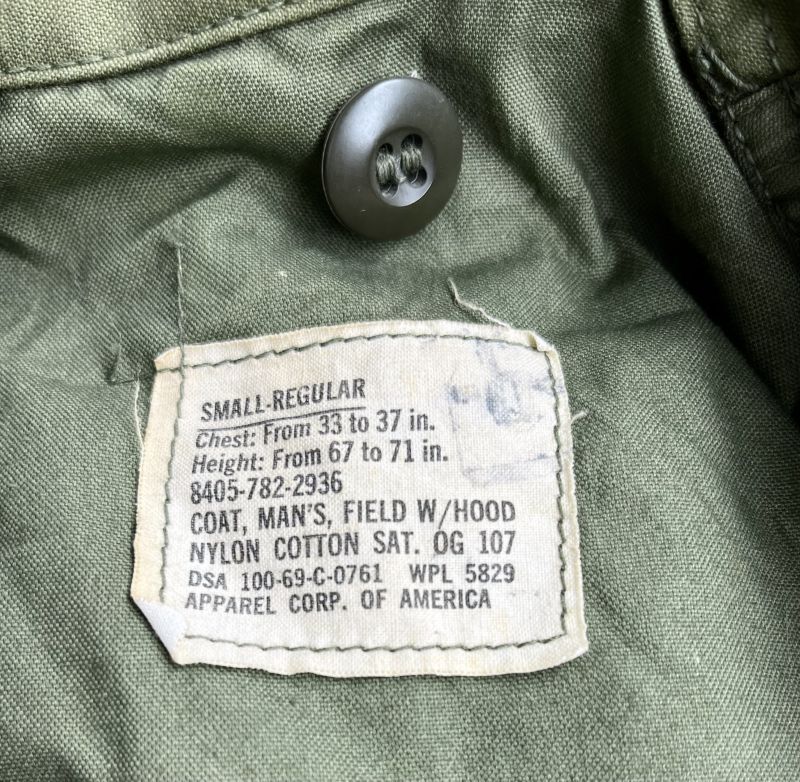 SMALL-REGULAR
Chest: From 33 to 37 in.
Height: From 67 to 71 in.
8405-782-2936
COAT, MAN'S, FIELD W/HOOD
NYLON COTTON SAT. OG 107
DSA 100-69-C-0761 WPL 5829
APPAREL CORP. OF AMERICA